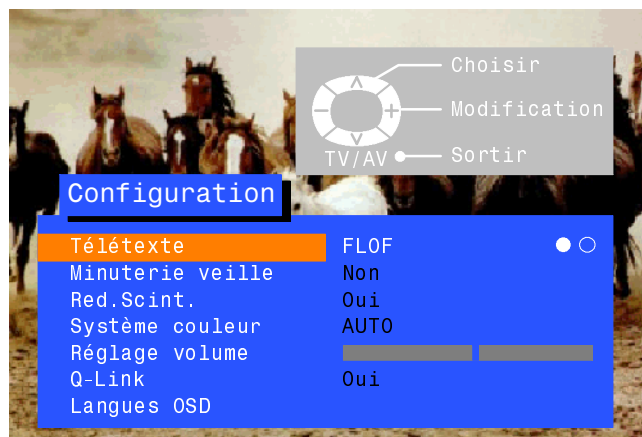 Choisir
Modification
TV/AV Sortir
Configuration
Télétexte FLOF
Minuterie veille Non
Red.Scint. Oui
Système couleur AUTO
Réglage volume
Q-Link Oui
Langues OSD